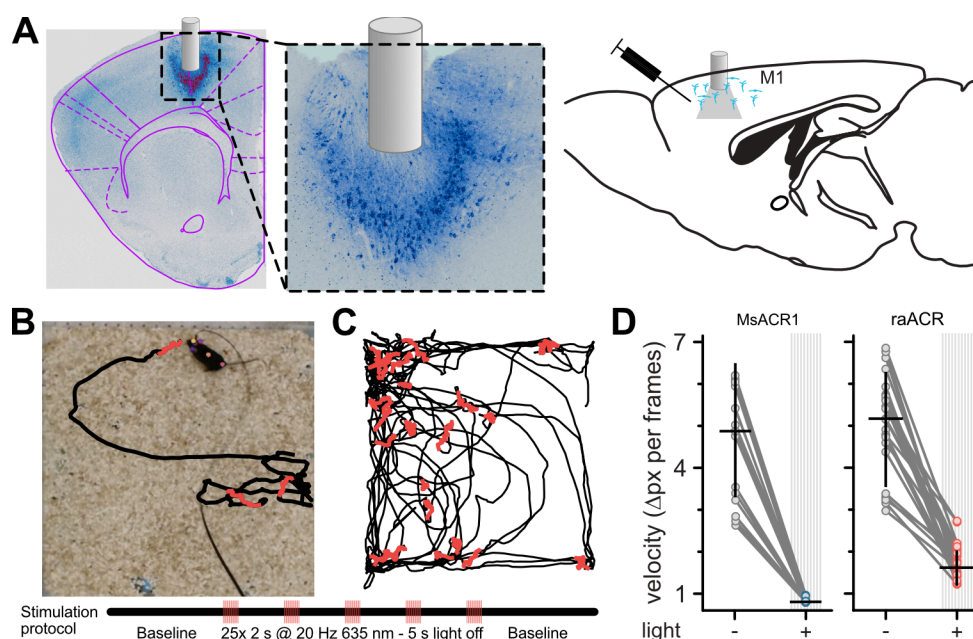 A
M1
B
C
D
MsACR1
raACR
velocity (Δpx per frames)
7
4
1
light
-
+
-
+
Stimulation
protocol
Baseline 25x 2 s @ 20 Hz 635 nm - 5 s light off Baseline